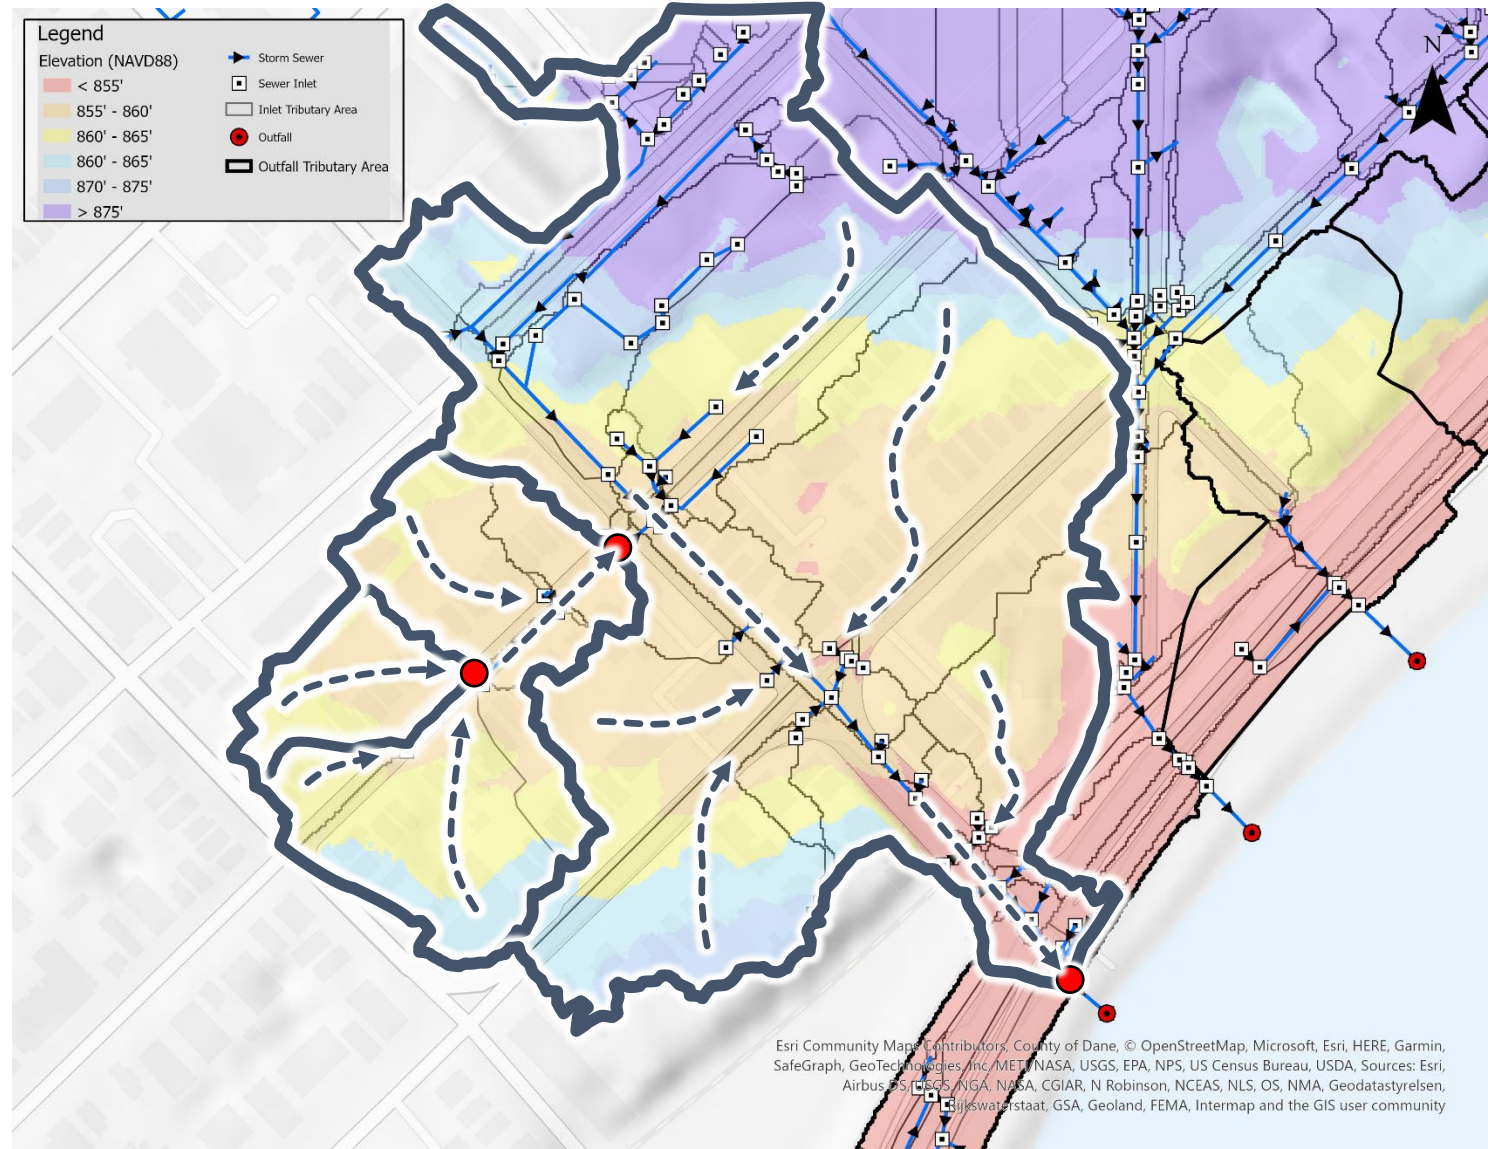 Legend
Elevation (NAVD88)
< 855'
855' - 860'
860' - 865'
860' - 865'
870' - 875'
> 875'
Storm Sewer
Sewer Inlet
Inlet Tributary Area
Outfall
Outfall Tributary Area
N
Esri Community Maps Contributors, County of Dane, © OpenStreetMap, Microsoft, Esri, HERE, Garmin,
SafeGraph, GeoTechnologies, Inc, METI/NASA, USGS, EPA, NPS, US Census Bureau, USDA, Sources: Esri,
Airbus DS, USGS, NGA, NASA, CGIAR, N Robinson, NCEAS, NLS, OS, NMA, Geodatastyrelsen,
Rijkswaterstaat, GSA, Geoland, FEMA, Intermap and the GIS user community